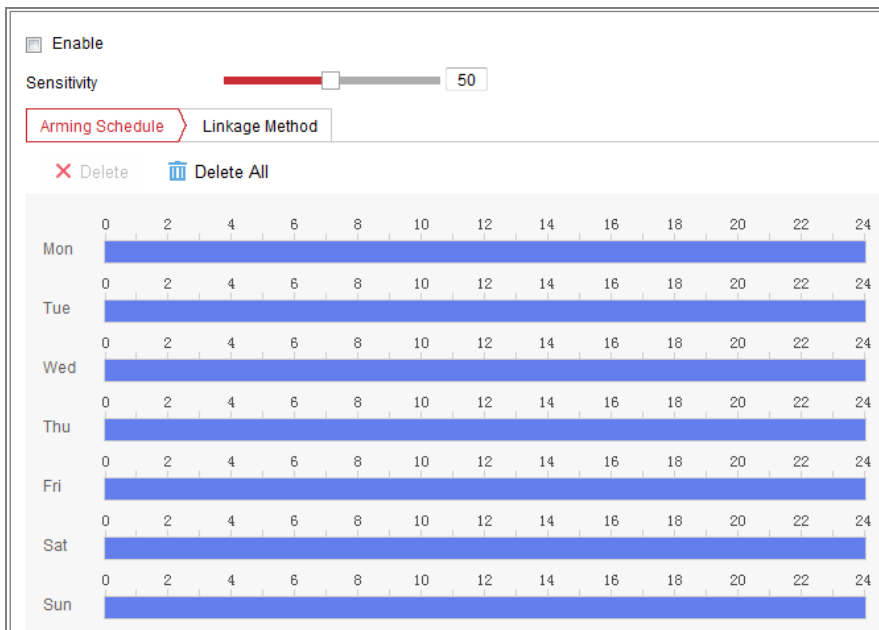 Enable
Sensitivity 50
Arming Schedule Linkage Method
Delete Delete All
0 2 4 6 8 10 12 14 16 18 20 22 24
Mon
0 2 4 6 8 10 12 14 16 18 20 22 24
Tue
0 2 4 6 8 10 12 14 16 18 20 22 24
Wed
0 2 4 6 8 10 12 14 16 18 20 22 24
Thu
0 2 4 6 8 10 12 14 16 18 20 22 24
Fri
0 2 4 6 8 10 12 14 16 18 20 22 24
Sat
0 2 4 6 8 10 12 14 16 18 20 22 24
Sun